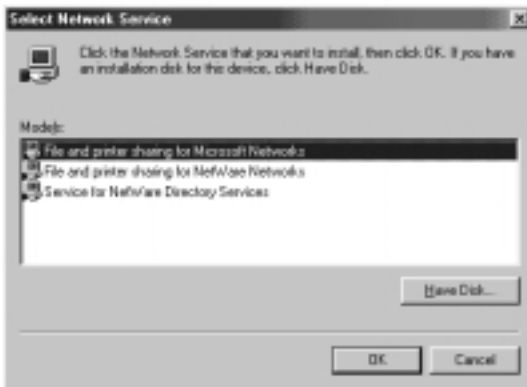 Select Network Service
Click the Network Service that you want to install, then click OK. If you have
an installation disk for this device, click Have Disk.
Models:
File and printer sharing for Microsoft Networks
File and printer sharing for NetWare Networks
Service for NetWare Directory Services
Have Disk...
OK
Cancel